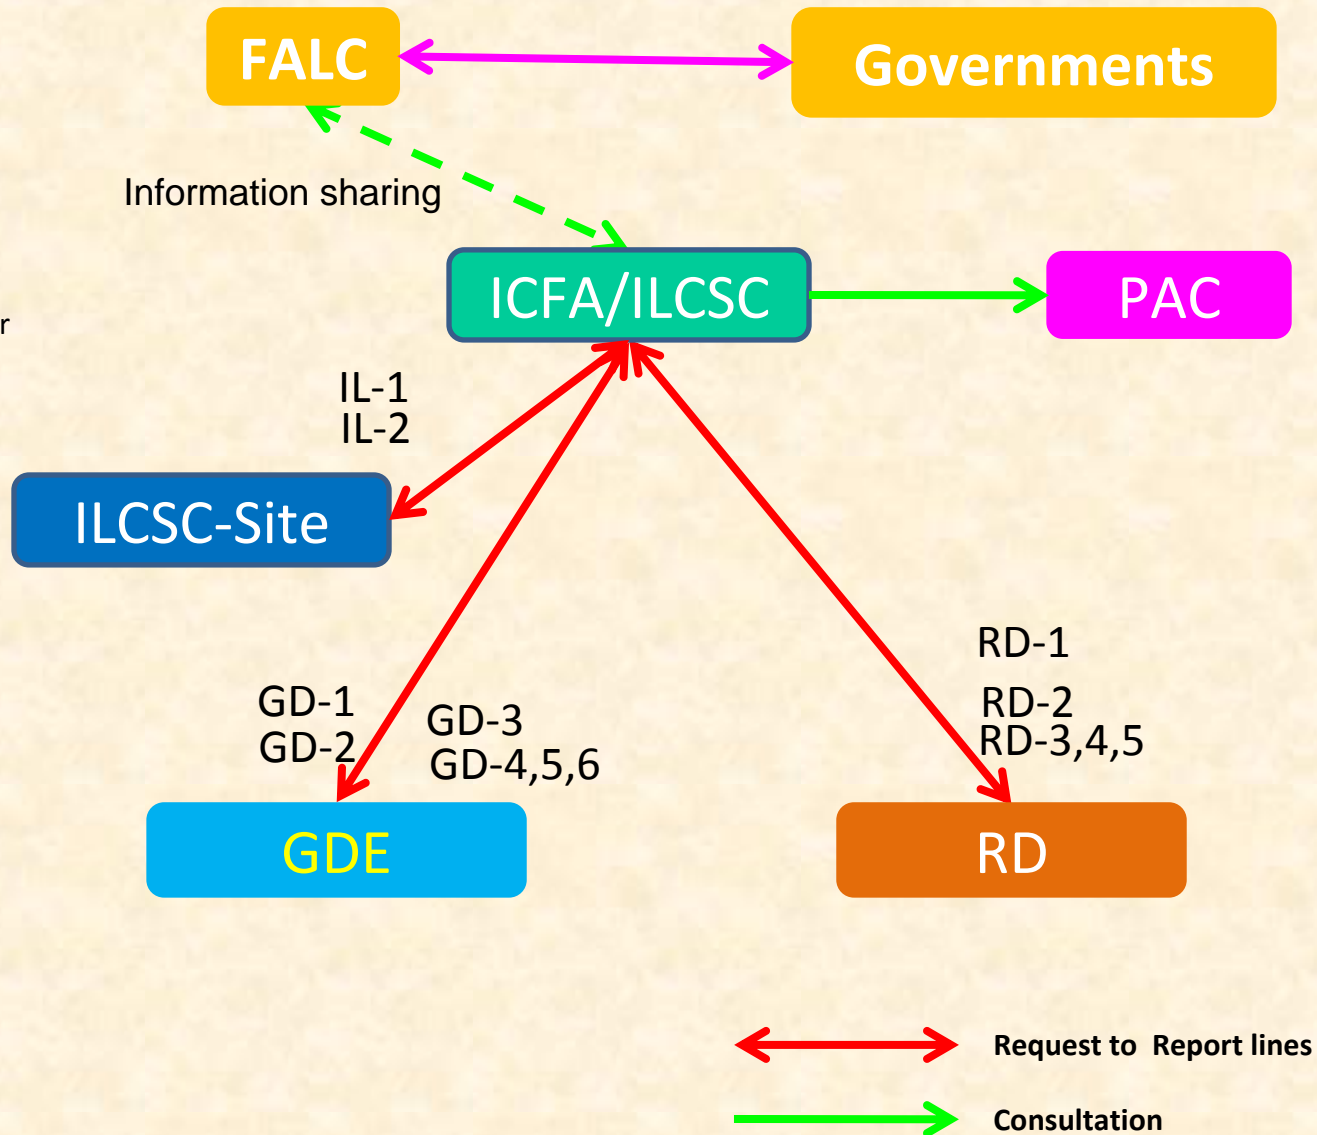 FALC
Governments
Information sharing
ICFA/ILCSC
PAC
r
IL-1
IL-2
ILCSC-Site
RD-1
GD-1
GD-2
GD-3
GD-4,5,6
RD-2
RD-3,4,5
GDE
RD
Request to Report lines
Consultation